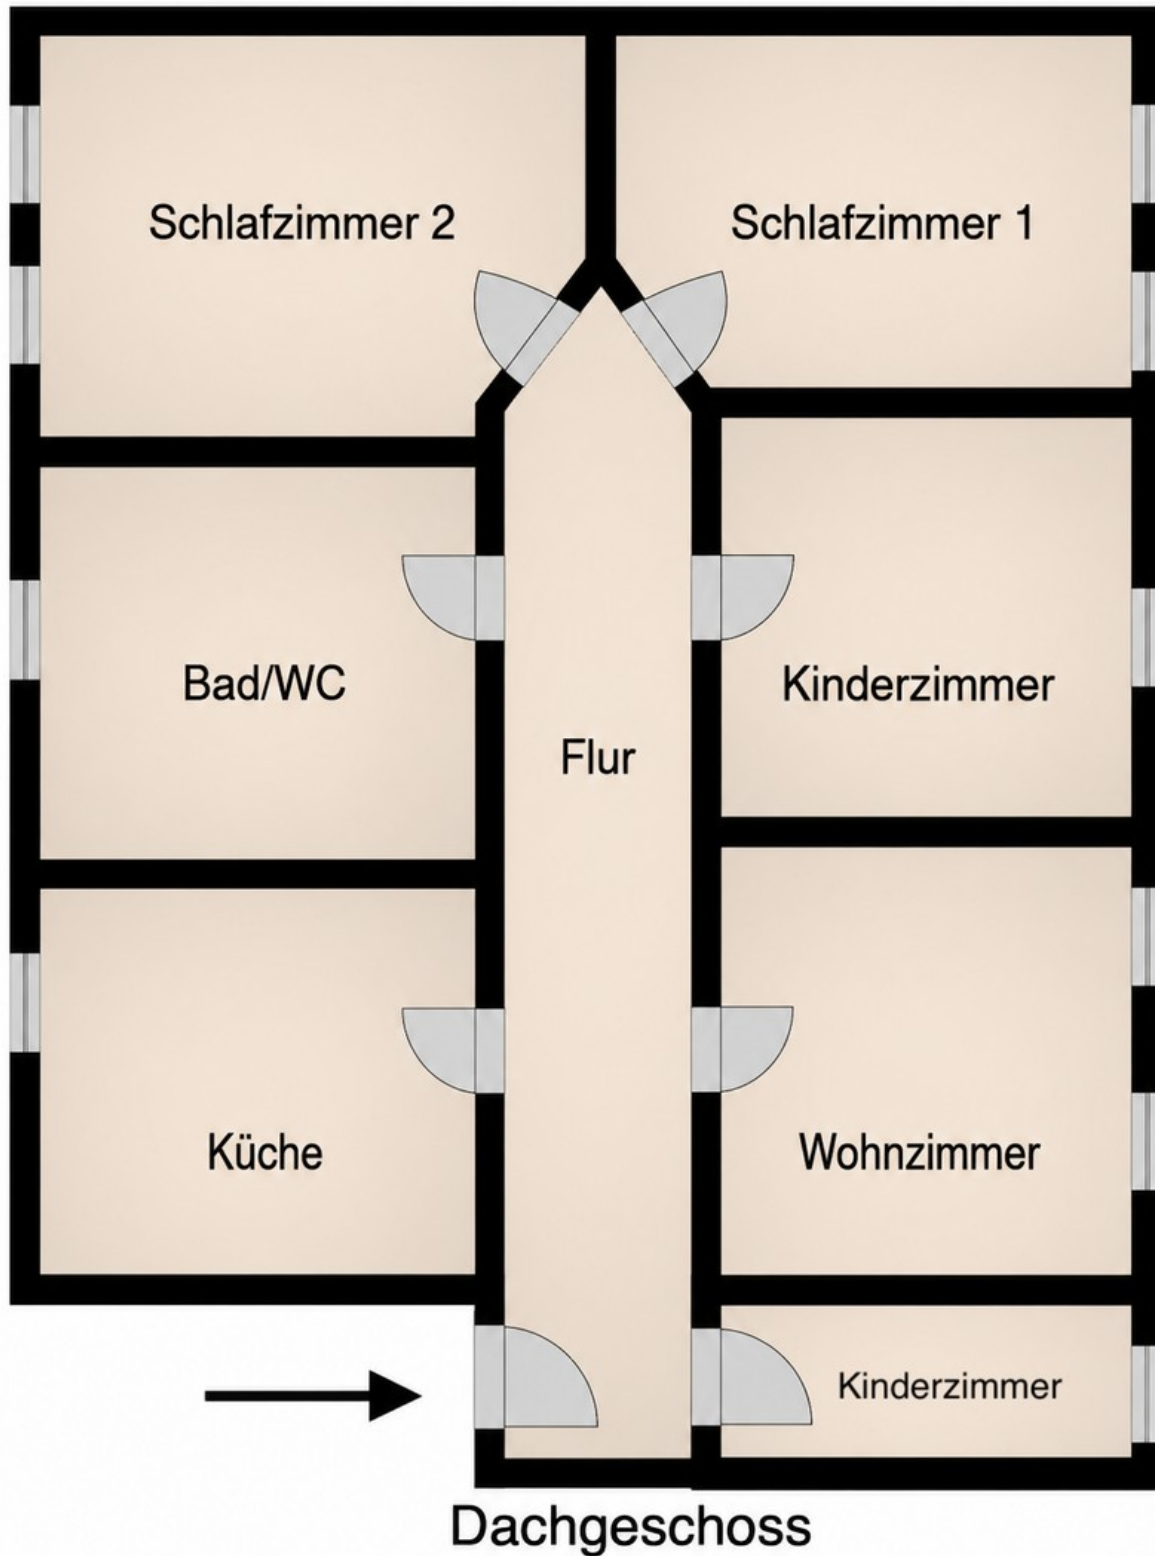 Schlafzimmer 2
Schlafzimmer 1
Bad/WC
Kinderzimmer
Flur
Küche
Wohnzimmer
Kinderzimmer
Dachgeschoss